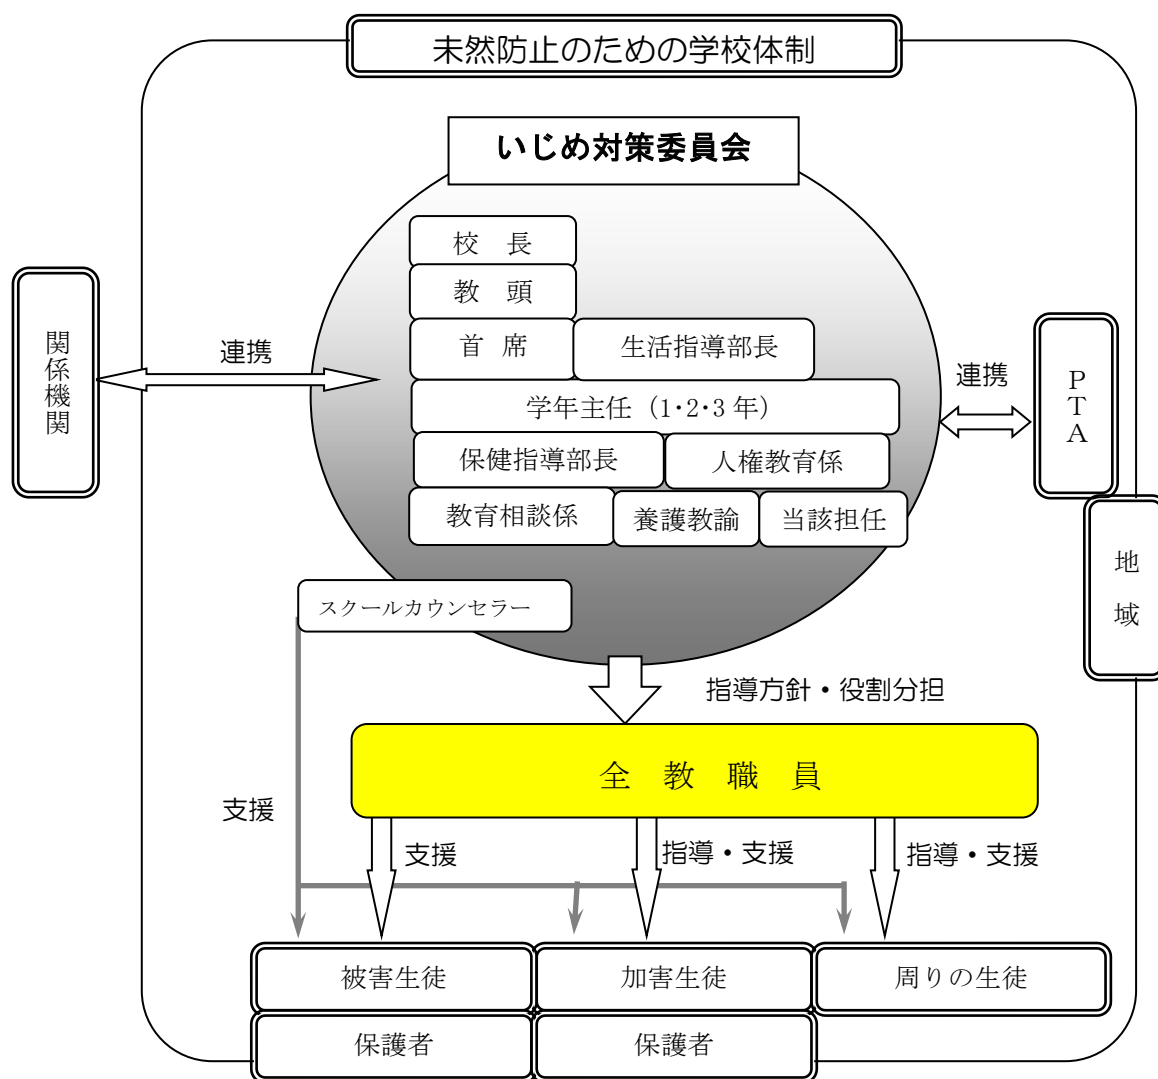 未然防止のための学校体制
いじめ対策委員会
校 長
教 頭
首 席
生活指導部長
学年主任（1・2・3 年）
保健指導部長
人権教育係
教育相談係
養護教諭
当該担任
スクールカウンセラー
関係機関
連携
連携
PTA
地域
指導方針・役割分担
全 教 職 員
支援
支援
指導・支援
指導・支援
被害生徒
加害生徒
周りの生徒
保護者
保護者